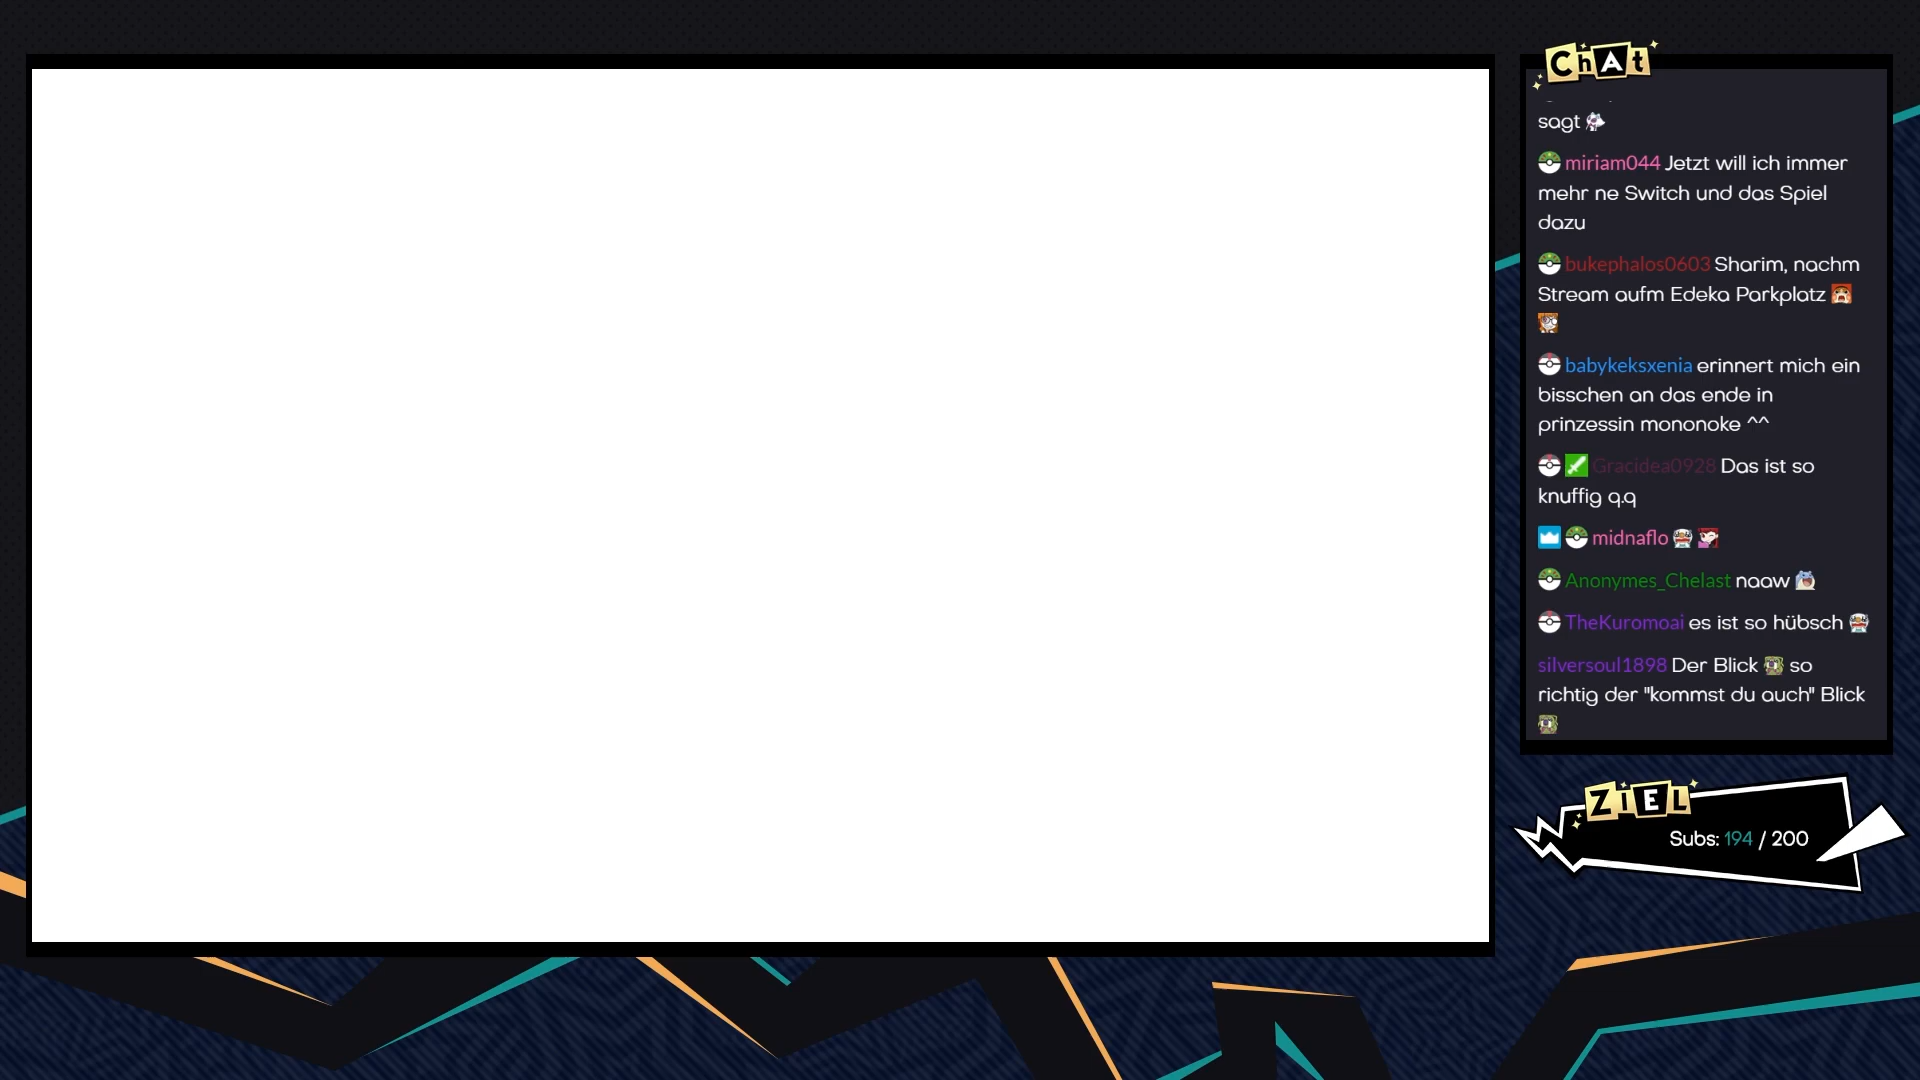 ChAt
sagt
miriam044 Jetzt will ich immer
mehr ne Switch und das Spiel
dazu
bukephalos0603 Sharim, nachm
Stream aufm Edeka Parkplatz
babykeksxenia erinnert mich ein
bisschen an das ende in
prinzessin mononoke ^^
Gracidea0928 Das ist so
knuffig q.q
midnaflo
Anonymes_Chelast naaw
TheKuromoai es ist so hübsch
silversoul1898 Der Blick so
richtig der "kommst du auch" Blick
ZiEL
Subs: 194 / 200